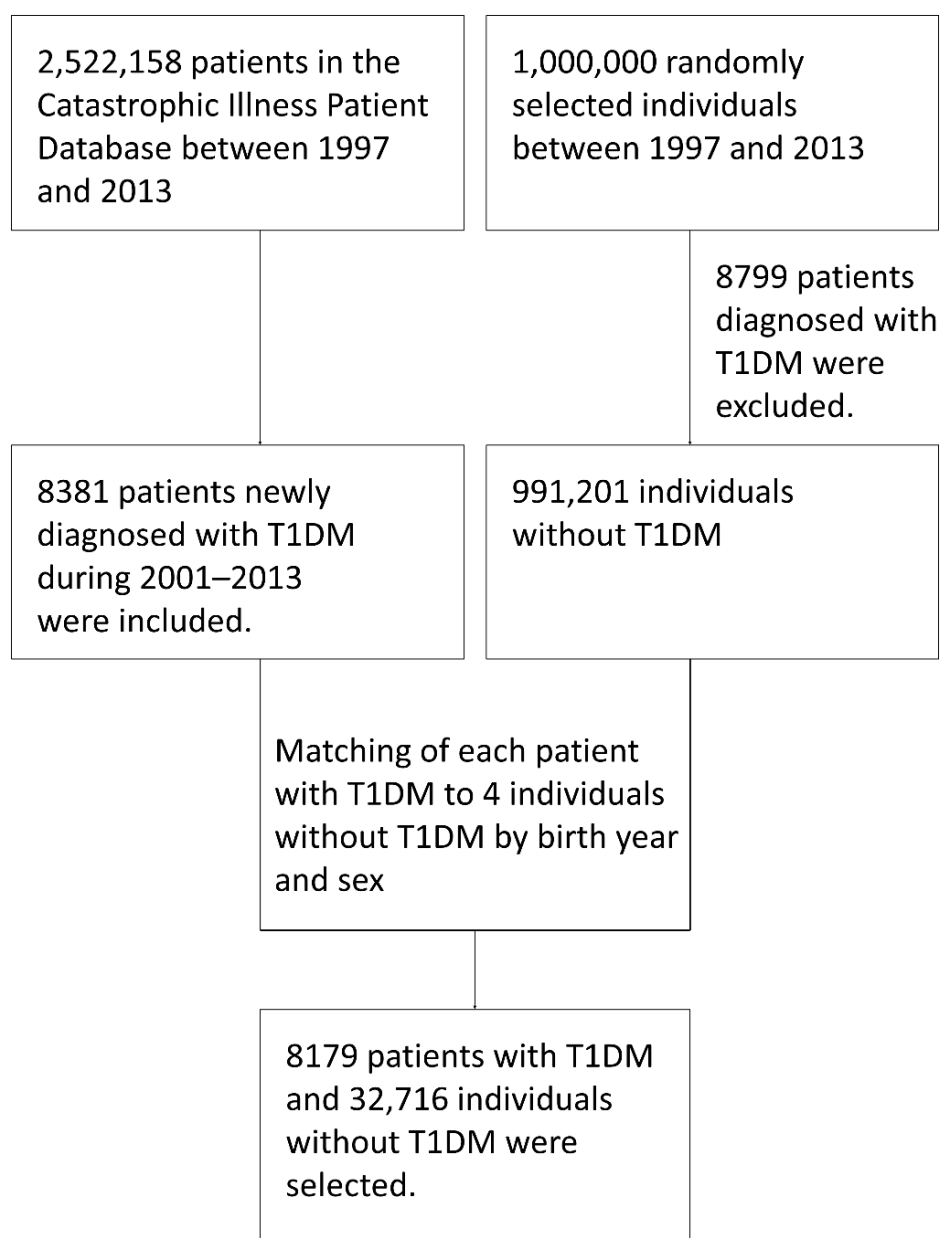 2,522,158 patients in the
Catastrophic Illness Patient
Database between 1997
and 2013
1,000,000 randomly
selected individuals
between 1997 and 2013
8799 patients
diagnosed with
T1DM were
excluded.
8381 patients newly
diagnosed with T1DM
during 2001–2013
were included.
991,201 individuals
without T1DM
Matching of each patient
with T1DM to 4 individuals
without T1DM by birth year
and sex
8179 patients with T1DM
and 32,716 individuals
without T1DM were
selected.